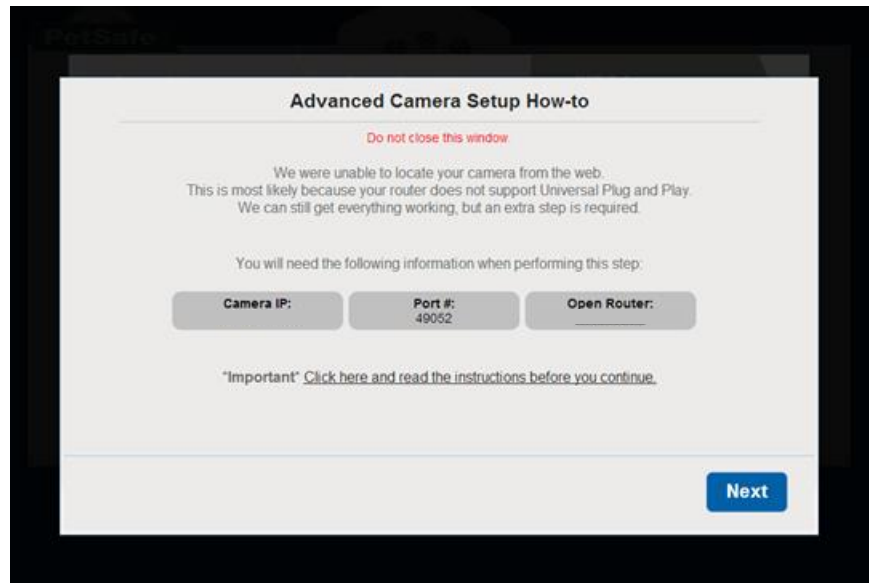 PetSafe
Advanced Camera Setup How-to
Do not close this window
We were unable to locate your camera from the web.
This is most likely because your router does not support Universal Plug and Play.
We can still get everything working, but an extra step is required.
You will need the following information when performing this step:
Camera IP:
Port #:
49052
Open Router:
"Important" Click here and read the instructions before you continue.
Next